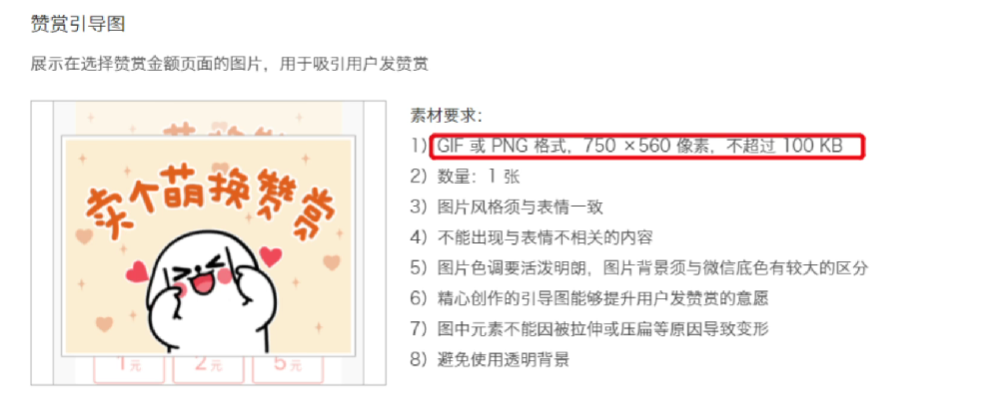 赞赏引导图
展示在选择赞赏金额页面的图片，用于吸引用户发赞赏
卖个萌换赞赏
1元 2元 5元
素材要求：
1）GIF 或 PNG 格式，750 ×560 像素，不超过 100 KB
2）数量：1 张
3）图片风格须与表情一致
4）不能出现与表情不相关的内容
5）图片色调要活泼明朗，图片背景须与微信底色有较大的区分
6）精心创作的引导图能够提升用户发赞赏的意愿
7）图中元素不能因被拉伸或压扁等原因导致变形
8）避免使用透明背景